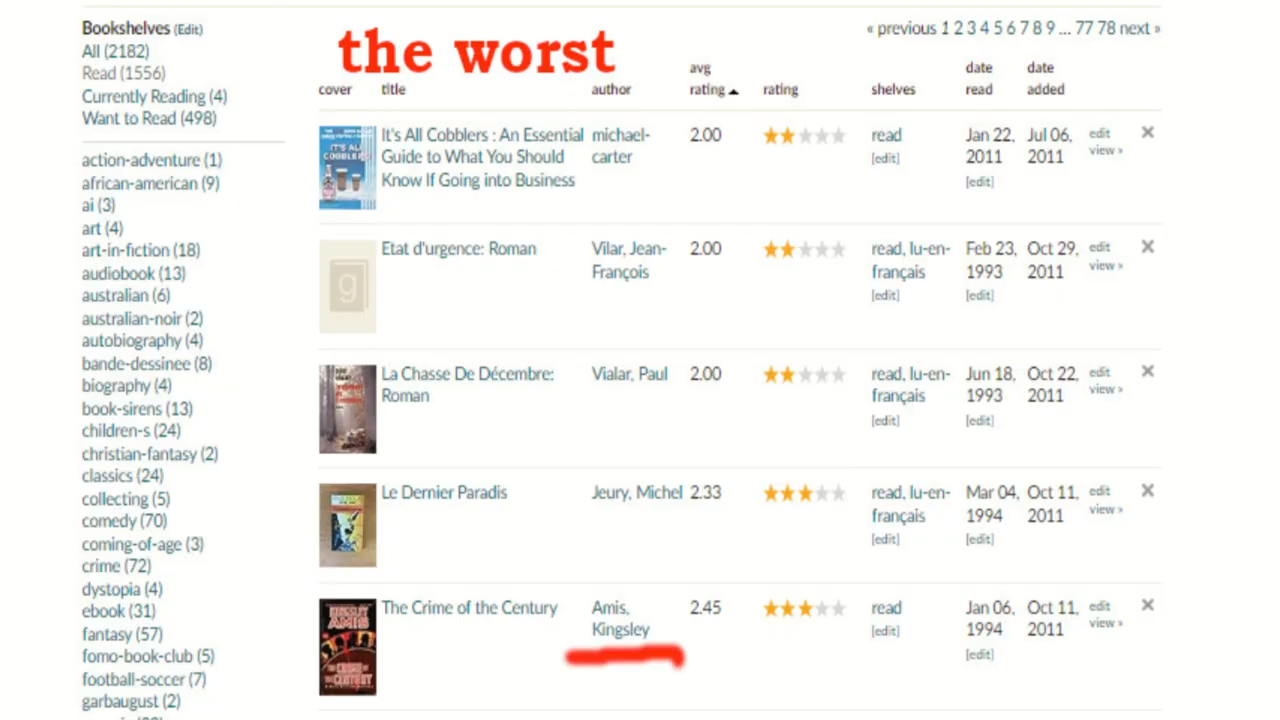 Bookshelves (Edit)
All (2182)
Read (1556)
Currently Reading (4)
Want to Read (498)
action-adventure (1)
african-american (9)
ai (3)
art (4)
art-in-fiction (18)
audiobook (13)
australian (6)
australian-noir (2)
autobiography (4)
bande-dessinee (8)
biography (4)
book-sirens (13)
children-s (24)
christian-fantasy (2)
classics (24)
collecting (5)
comedy (70)
coming-of-age (3)
crime (72)
dystopia (4)
ebook (31)
fantasy (57)
fomo-book-club (5)
football-soccer (7)
garbaugust (2)
the worst
« previous 1 2 3 4 5 6 7 8 9 … 77 78 next »
cover title author avg rating rating shelves date read date added
It's All Cobblers : An Essential michael- 2.00 read Jan 22, Jul 06, edit
Guide to What You Should carter [edit] 2011 2011 view »
Know If Going into Business [edit]
Etat d'urgence: Roman Vilar, Jean- 2.00 read, lu-en- Feb 23, Oct 29, edit
François français 1993 2011 view »
[edit] [edit]
g
La Chasse De Décembre: Vialar, Paul 2.00 read, lu-en- Jun 18, Oct 22, edit
Roman français 1993 2011 view »
[edit] [edit]
Le Dernier Paradis Jeury, Michel 2.33 read, lu-en- Mar 04, Oct 11, edit
français 1994 2011 view »
[edit] [edit]
The Crime of the Century Amis, 2.45 read Jan 06, Oct 11, edit
Kingsley [edit] 1994 2011 view »
[edit]
KINGSLEY
AMIS
THE CRIME
OF THE
CENTURY
IT'S ALL
COBBLERS